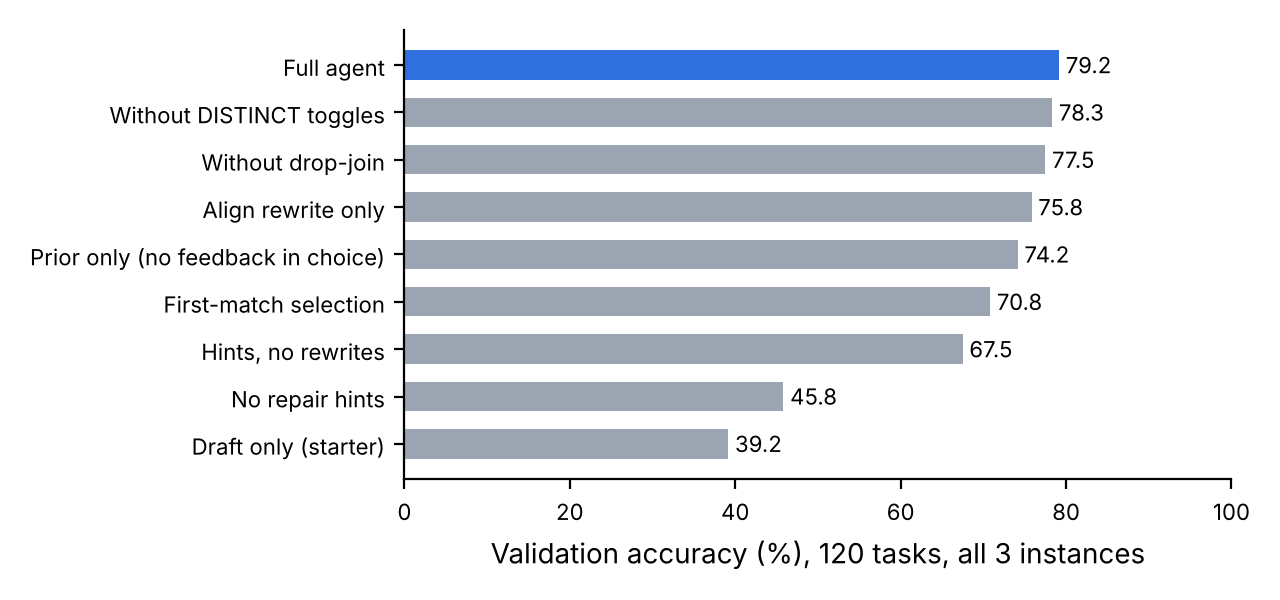 Full agent 79.2
Without DISTINCT toggles 78.3
Without drop-join 77.5
Align rewrite only 75.8
Prior only (no feedback in choice) 74.2
First-match selection 70.8
Hints, no rewrites 67.5
No repair hints 45.8
Draft only (starter) 39.2
0 20 40 60 80 100
Validation accuracy (%), 120 tasks, all 3 instances